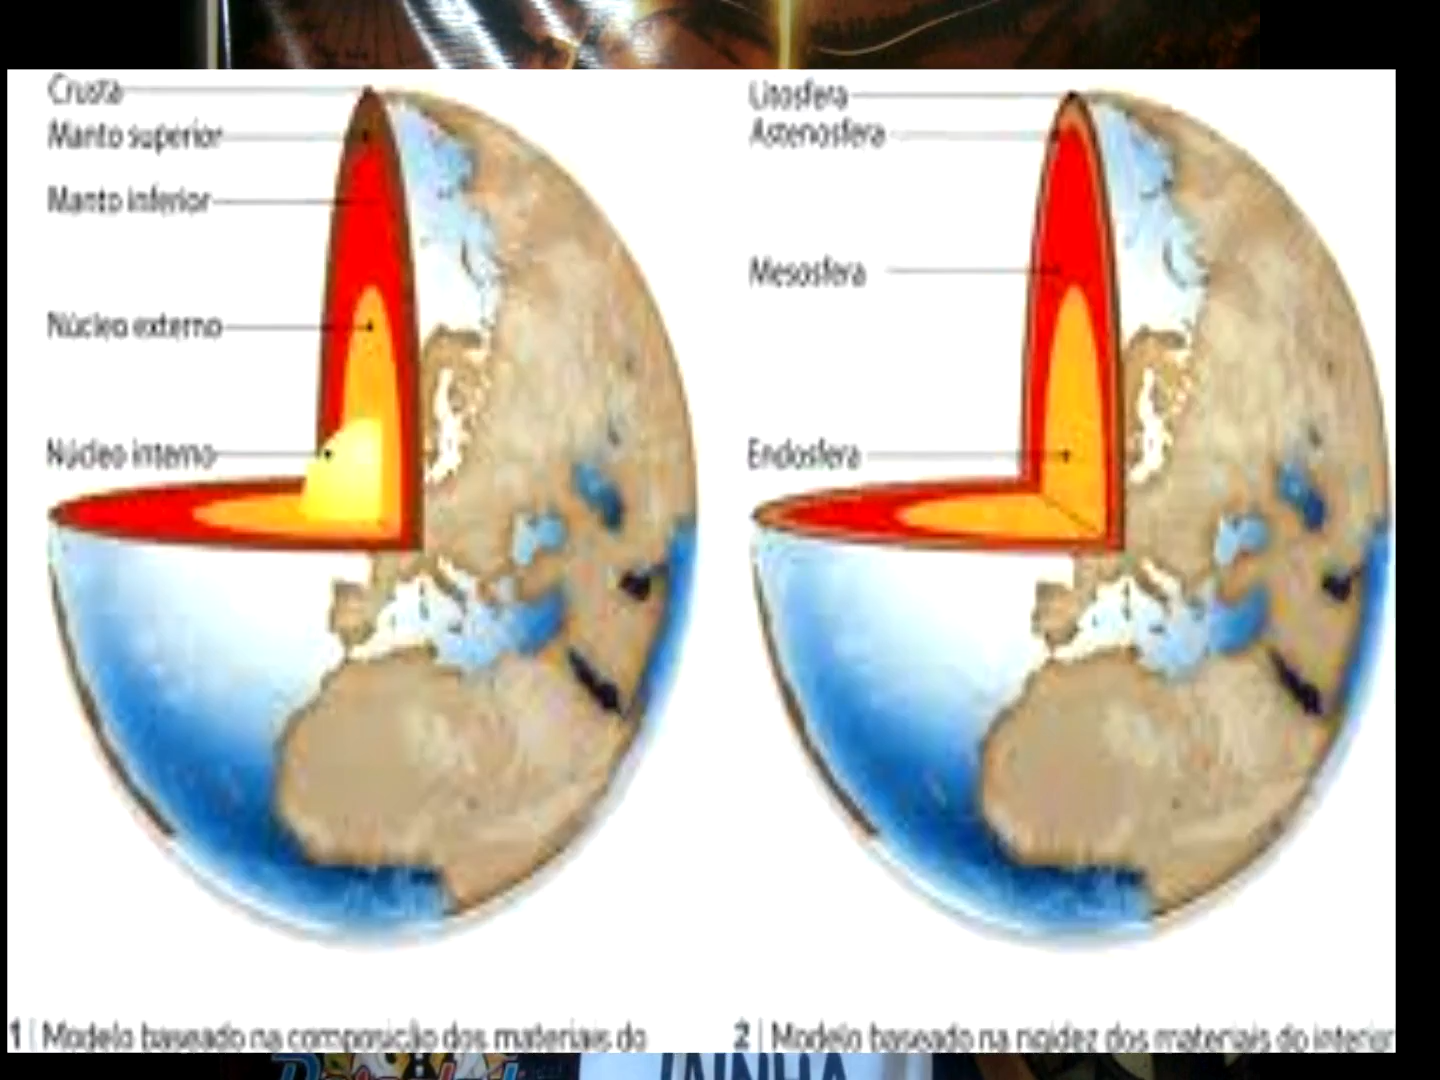 Crusta
Manto superior
Manto inferior
Núcleo externo
Núcleo interno
1 | Modelo baseado na composição dos materiais do
Litosfera
Astenosfera
Mesosfera
Endosfera
2 | Modelo baseado na rigidez dos materiais do interior